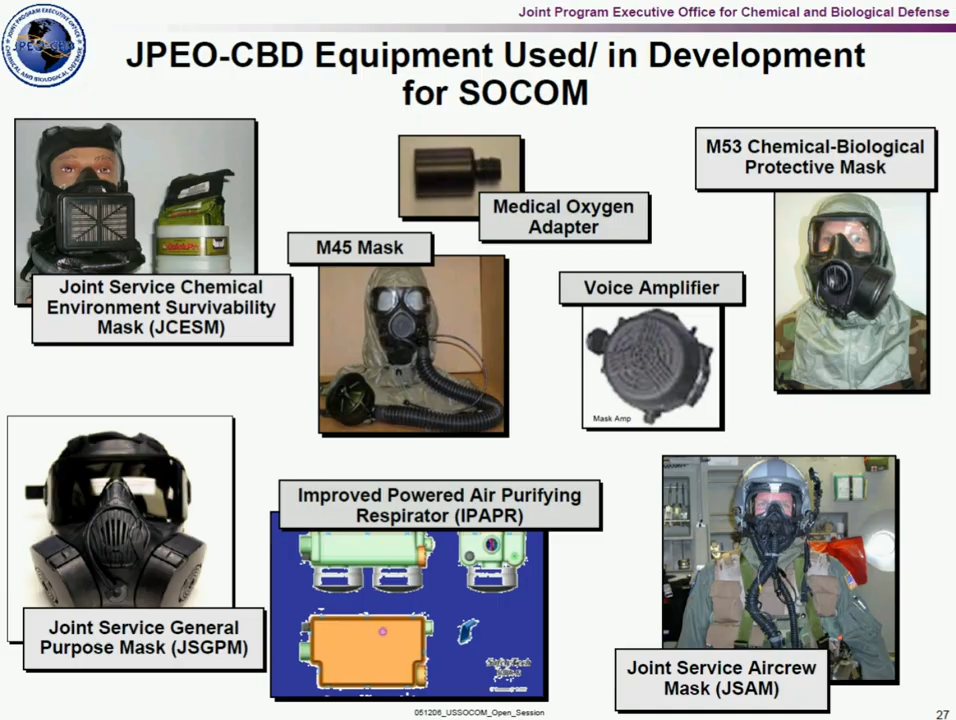 Joint Program Executive Office for Chemical and Biological Defense
JPEO-CBD
JPEO-CBD Equipment Used/ in Development
for SOCOM
M53 Chemical-Biological
Protective Mask
Medical Oxygen
Adapter
M45 Mask
Joint Service Chemical
Environment Survivability
Mask (JCESM)
Voice Amplifier
Mask Amp
Improved Powered Air Purifying
Respirator (IPAPR)
Joint Service General
Purpose Mask (JSGPM)
Joint Service Aircrew
Mask (JSAM)
051206_USSOCOM_Open_Session
27